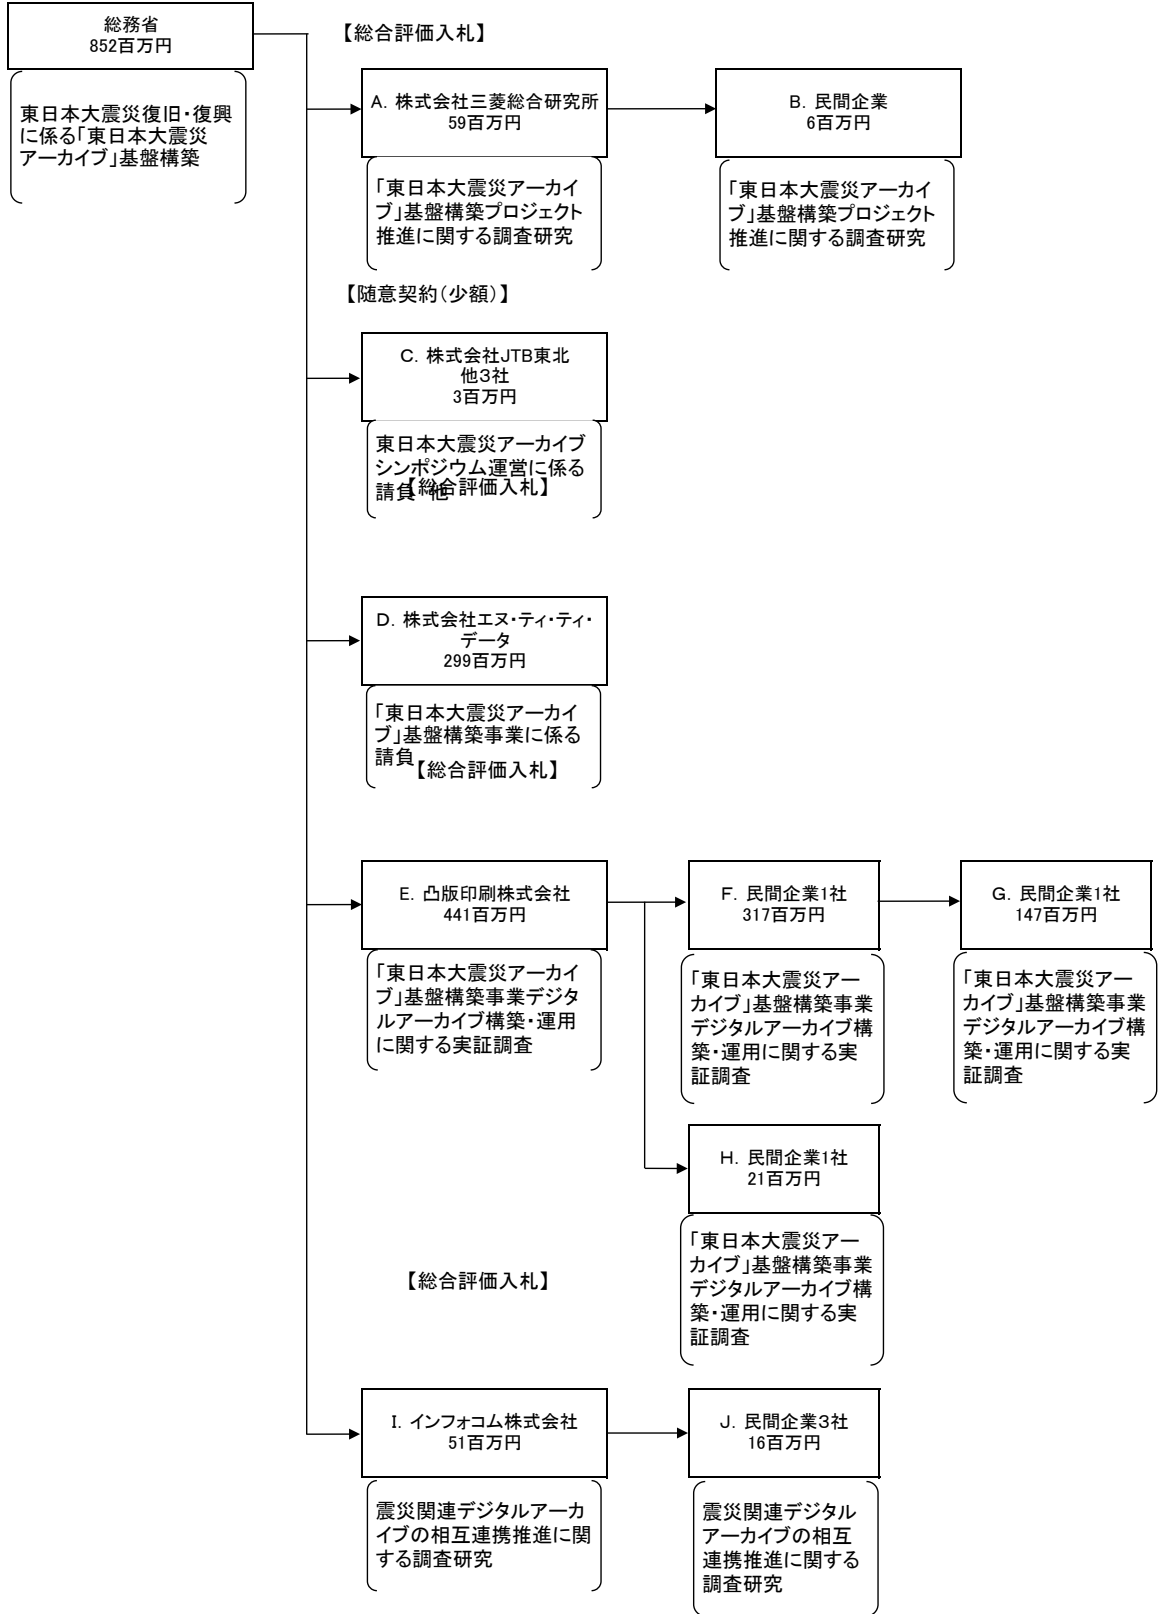 総務省
852百万円
東日本大震災復旧・復興
に係る「東日本大震災
アーカイブ」基盤構築
【総合評価入札】
A. 株式会社三菱総合研究所
59百万円
「東日本大震災アーカイ
ブ」基盤構築プロジェクト
推進に関する調査研究
B. 民間企業
6百万円
「東日本大震災アーカイ
ブ」基盤構築プロジェクト
推進に関する調査研究
【随意契約(少額)】
C. 株式会社JTB東北
他3社
3百万円
東日本大震災アーカイブ
シンポジウム運営に係る
請負 他
【総合評価入札】
D. 株式会社エヌ・ティ・ティ・
データ
299百万円
「東日本大震災アーカイ
ブ」基盤構築事業に係る
請負
【総合評価入札】
E. 凸版印刷株式会社
441百万円
「東日本大震災アーカイ
ブ」基盤構築事業デジタ
ルアーカイブ構築・運用
に関する実証調査
F. 民間企業1社
317百万円
「東日本大震災アー
カイブ」基盤構築事業
デジタルアーカイブ構
築・運用に関する実
証調査
G. 民間企業1社
147百万円
「東日本大震災アー
カイブ」基盤構築事業
デジタルアーカイブ構
築・運用に関する実
証調査
H. 民間企業1社
21百万円
「東日本大震災アー
カイブ」基盤構築事業
デジタルアーカイブ構
築・運用に関する実
証調査
【総合評価入札】
I. インフォコム株式会社
51百万円
震災関連デジタルアーカ
イブの相互連携推進に関
する調査研究
J. 民間企業3社
16百万円
震災関連デジタル
アーカイブの相互
連携推進に関する
調査研究